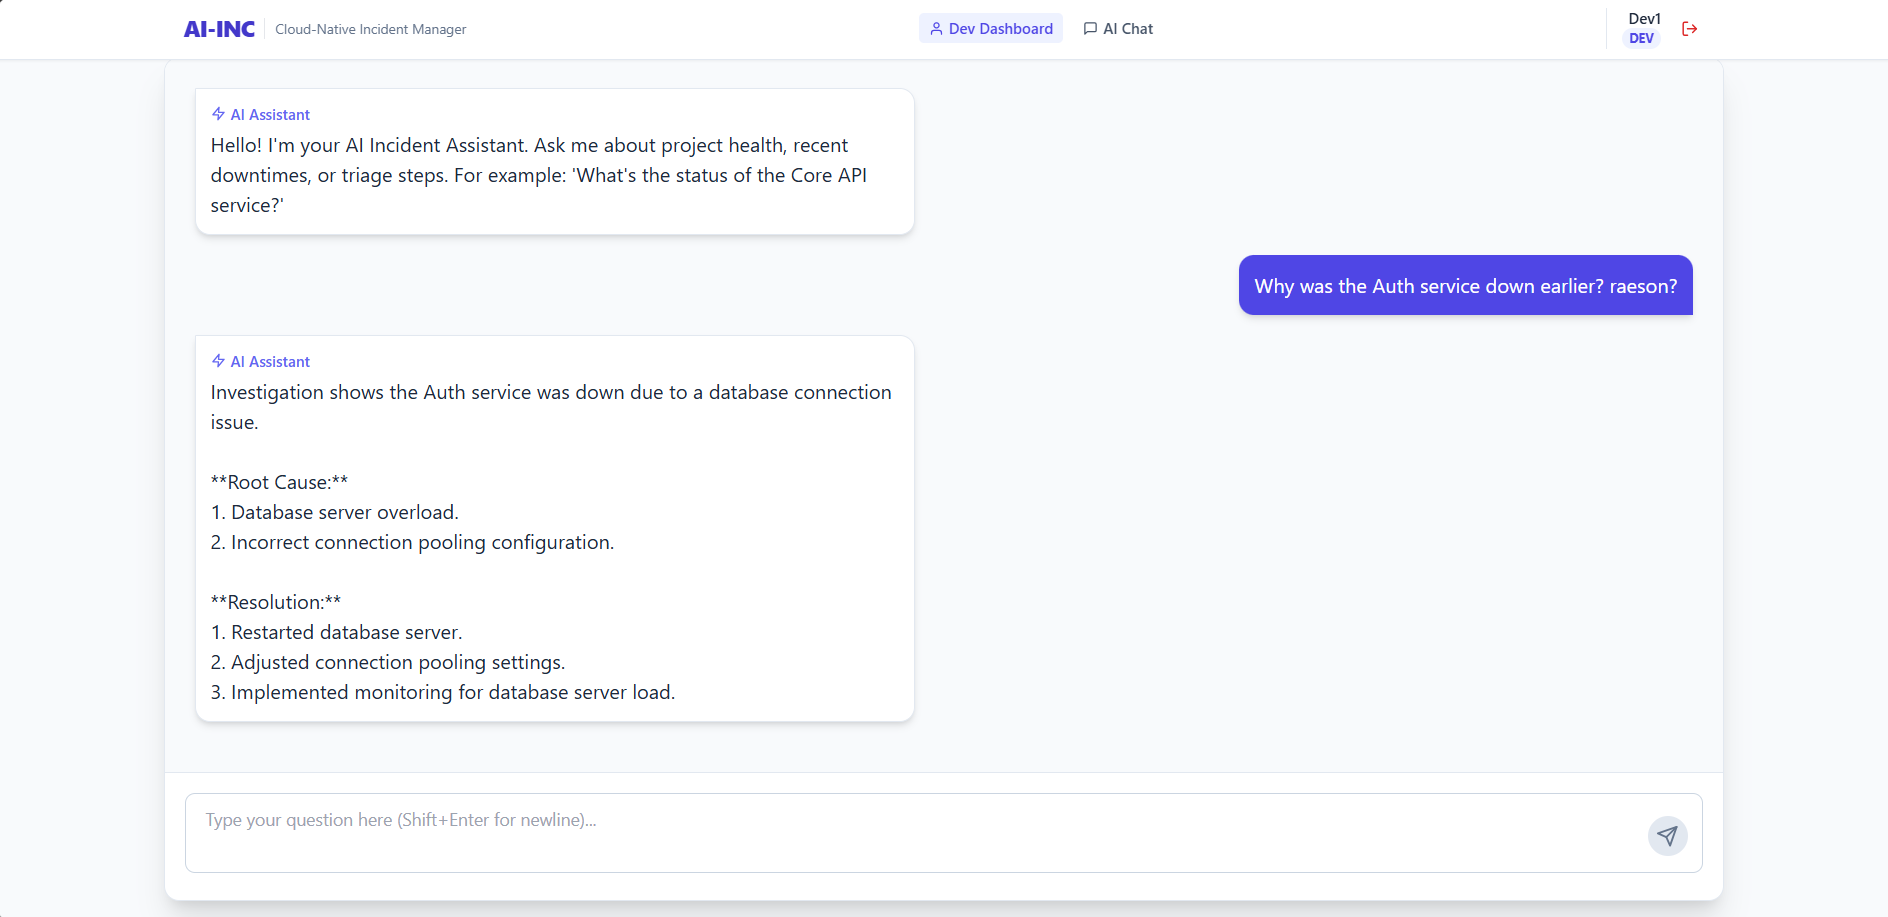 AI-INC
Cloud-Native Incident Manager
Dev Dashboard
AI Chat
Dev1
DEV
AI Assistant
Hello! I'm your AI Incident Assistant. Ask me about project health, recent
downtimes, or triage steps. For example: 'What's the status of the Core API
service?'
Why was the Auth service down earlier? raeson?
AI Assistant
Investigation shows the Auth service was down due to a database connection
issue.
**Root Cause:**
1. Database server overload.
2. Incorrect connection pooling configuration.
**Resolution:**
1. Restarted database server.
2. Adjusted connection pooling settings.
3. Implemented monitoring for database server load.
Type your question here (Shift+Enter for newline)...